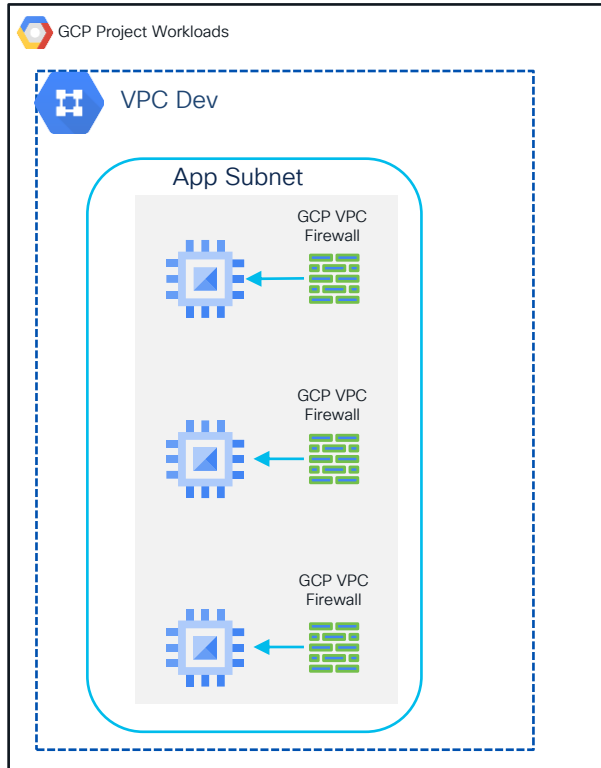 GCP Project Workloads
VPC Dev
App Subnet
GCP VPC
Firewall
GCP VPC
Firewall
GCP VPC
Firewall